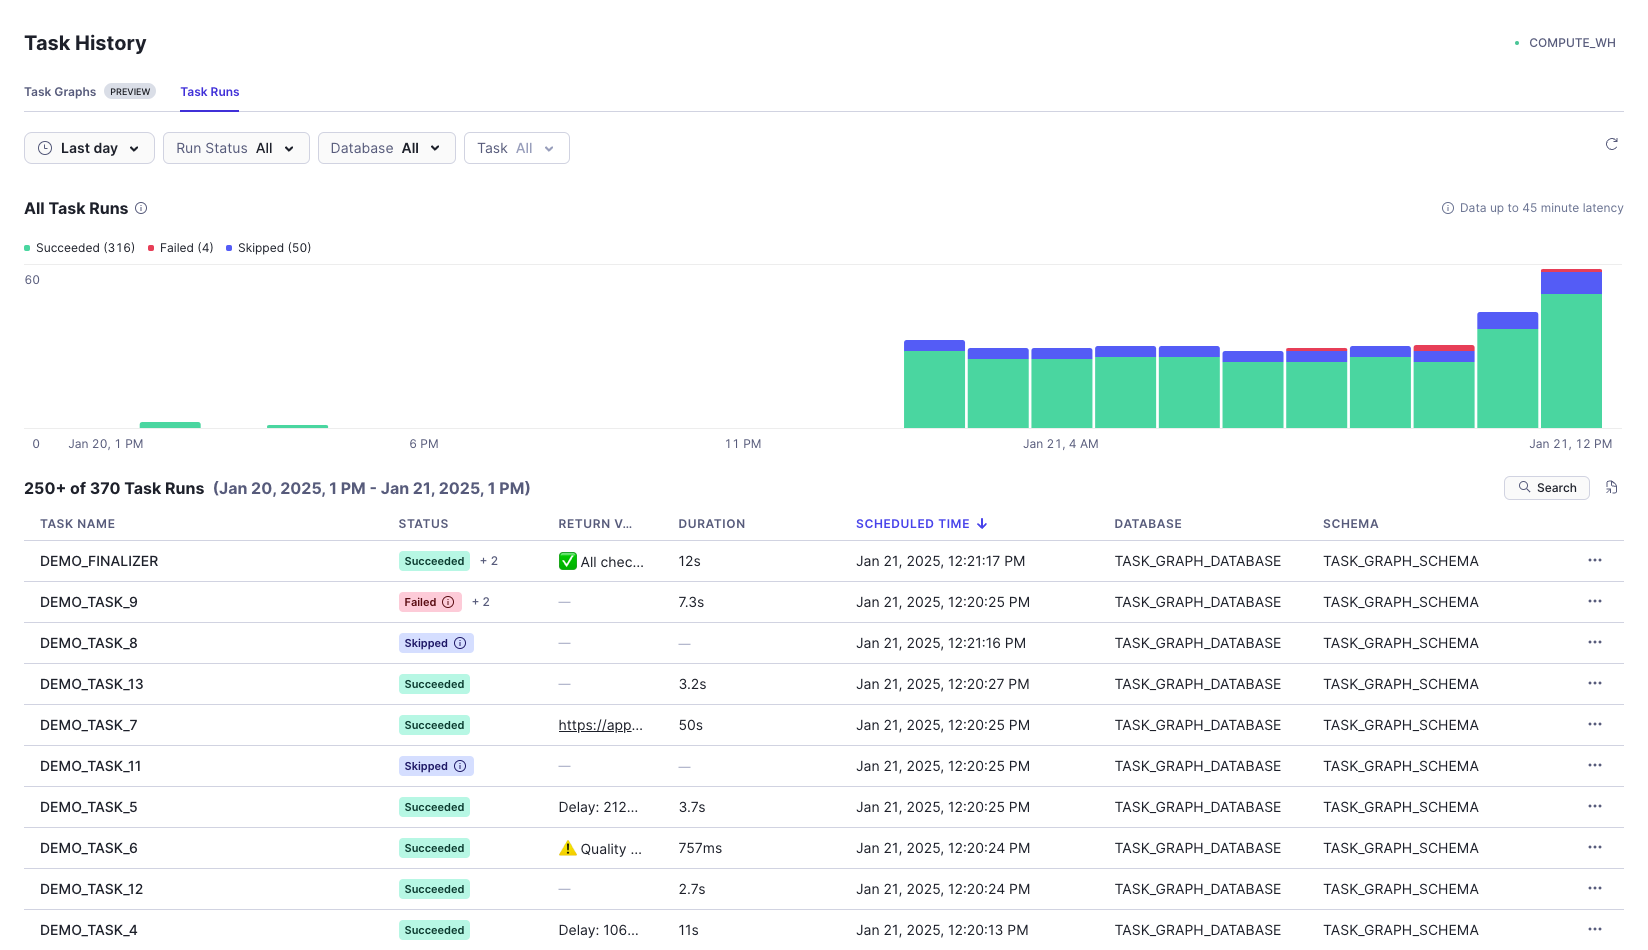 Task History
COMPUTE_WH
Task Graphs PREVIEW Task Runs
Last day Run Status All Database All Task All
All Task Runs Data up to 45 minute latency
Succeeded (316) Failed (4) Skipped (50)
60
0 Jan 20, 1 PM 6 PM 11 PM Jan 21, 4 AM Jan 21, 12 PM
250+ of 370 Task Runs (Jan 20, 2025, 1 PM - Jan 21, 2025, 1 PM) Search
TASK NAME STATUS RETURN V... DURATION SCHEDULED TIME DATABASE SCHEMA
DEMO_FINALIZER Succeeded + 2 ✅ All chec... 12s Jan 21, 2025, 12:21:17 PM TASK_GRAPH_DATABASE TASK_GRAPH_SCHEMA ...
DEMO_TASK_9 Failed + 2 — 7.3s Jan 21, 2025, 12:20:25 PM TASK_GRAPH_DATABASE TASK_GRAPH_SCHEMA ...
DEMO_TASK_8 Skipped — — Jan 21, 2025, 12:21:16 PM TASK_GRAPH_DATABASE TASK_GRAPH_SCHEMA ...
DEMO_TASK_13 Succeeded — 3.2s Jan 21, 2025, 12:20:27 PM TASK_GRAPH_DATABASE TASK_GRAPH_SCHEMA ...
DEMO_TASK_7 Succeeded https://app... 50s Jan 21, 2025, 12:20:25 PM TASK_GRAPH_DATABASE TASK_GRAPH_SCHEMA ...
DEMO_TASK_11 Skipped — — Jan 21, 2025, 12:20:25 PM TASK_GRAPH_DATABASE TASK_GRAPH_SCHEMA ...
DEMO_TASK_5 Succeeded Delay: 212... 3.7s Jan 21, 2025, 12:20:25 PM TASK_GRAPH_DATABASE TASK_GRAPH_SCHEMA ...
DEMO_TASK_6 Succeeded ⚠️ Quality ... 757ms Jan 21, 2025, 12:20:24 PM TASK_GRAPH_DATABASE TASK_GRAPH_SCHEMA ...
DEMO_TASK_12 Succeeded — 2.7s Jan 21, 2025, 12:20:24 PM TASK_GRAPH_DATABASE TASK_GRAPH_SCHEMA ...
DEMO_TASK_4 Succeeded Delay: 106... 11s Jan 21, 2025, 12:20:13 PM TASK_GRAPH_DATABASE TASK_GRAPH_SCHEMA ...